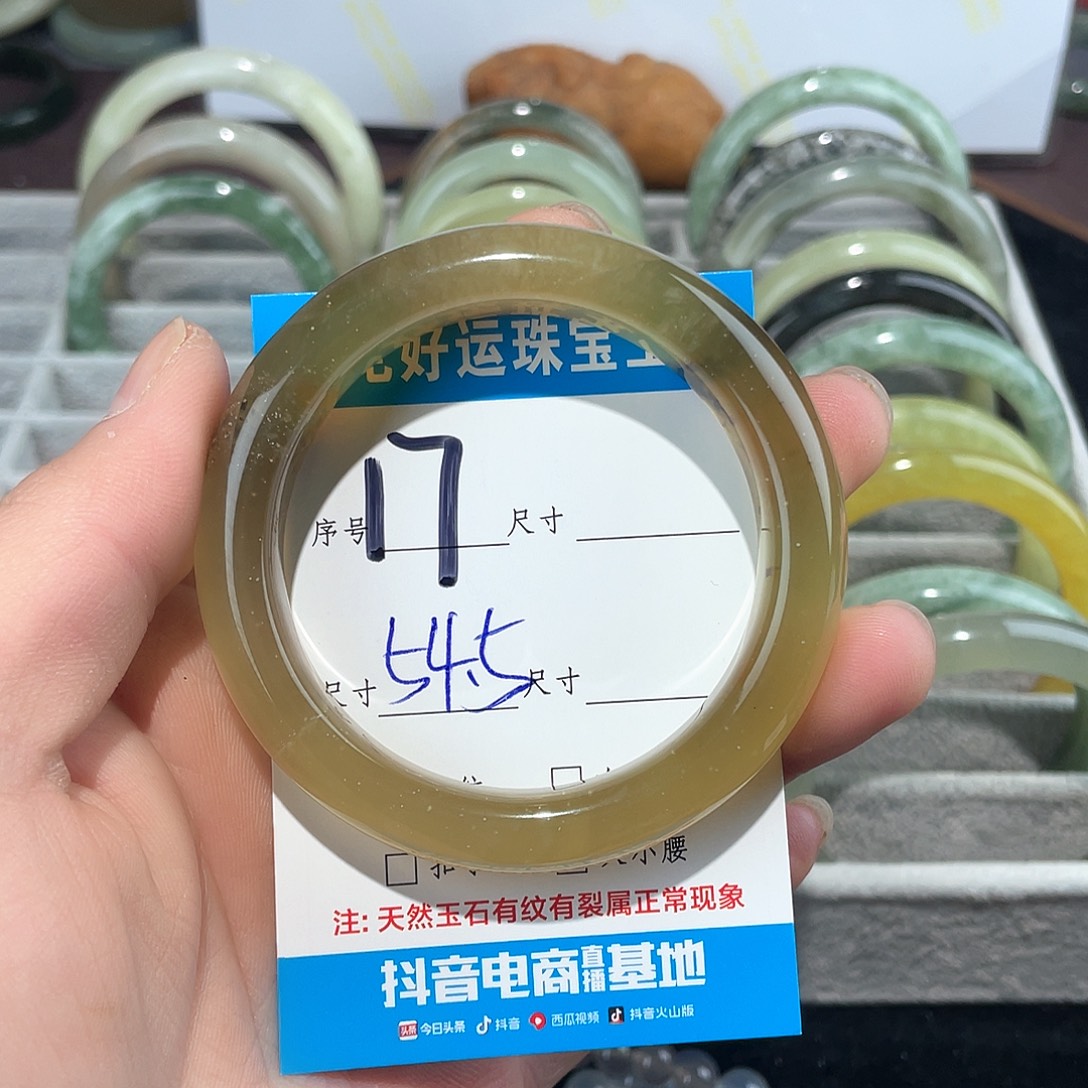 好运珠宝
序号 17 尺寸
尺寸 54.5 尺寸
注: 天然玉石有纹有裂属正常现象
抖音电商直播基地
今日头条 抖音 西瓜视频 抖音火山版